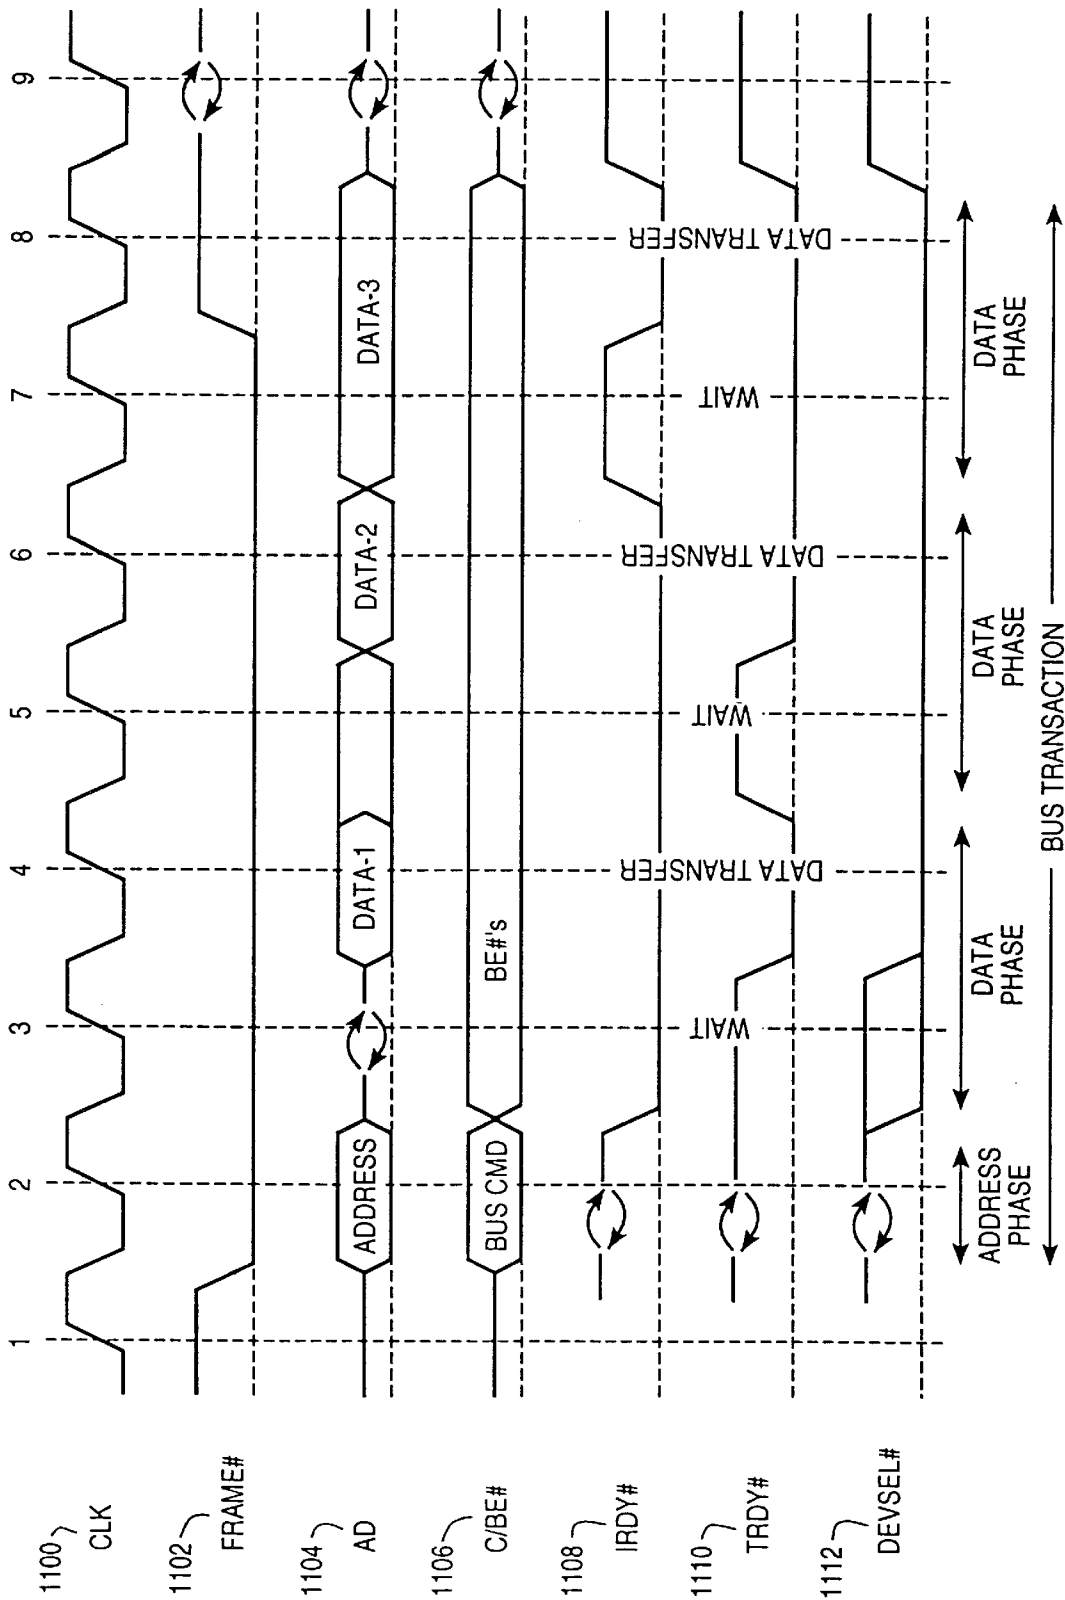 1 2 3 4 5 6 7 8 9
1100 CLK
1102 FRAME#
1104 AD
ADDRESS DATA-1 DATA-2 DATA-3
1106 C/BE#
BUS CMD BE#'s
1108 IRDY#
DATA TRANSFER DATA TRANSFER DATA TRANSFER
WAIT WAIT WAIT
1110 TRDY#
1112 DEVSEL#
ADDRESS
PHASE
DATA
PHASE
DATA
PHASE
DATA
PHASE
BUS TRANSACTION